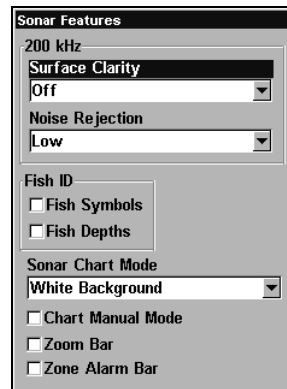 Sonar Features
200 kHz
Surface Clarity
Off
Noise Rejection
Low
Fish ID
Fish Symbols
Fish Depths
Sonar Chart Mode
White Background
Chart Manual Mode
Zoom Bar
Zone Alarm Bar